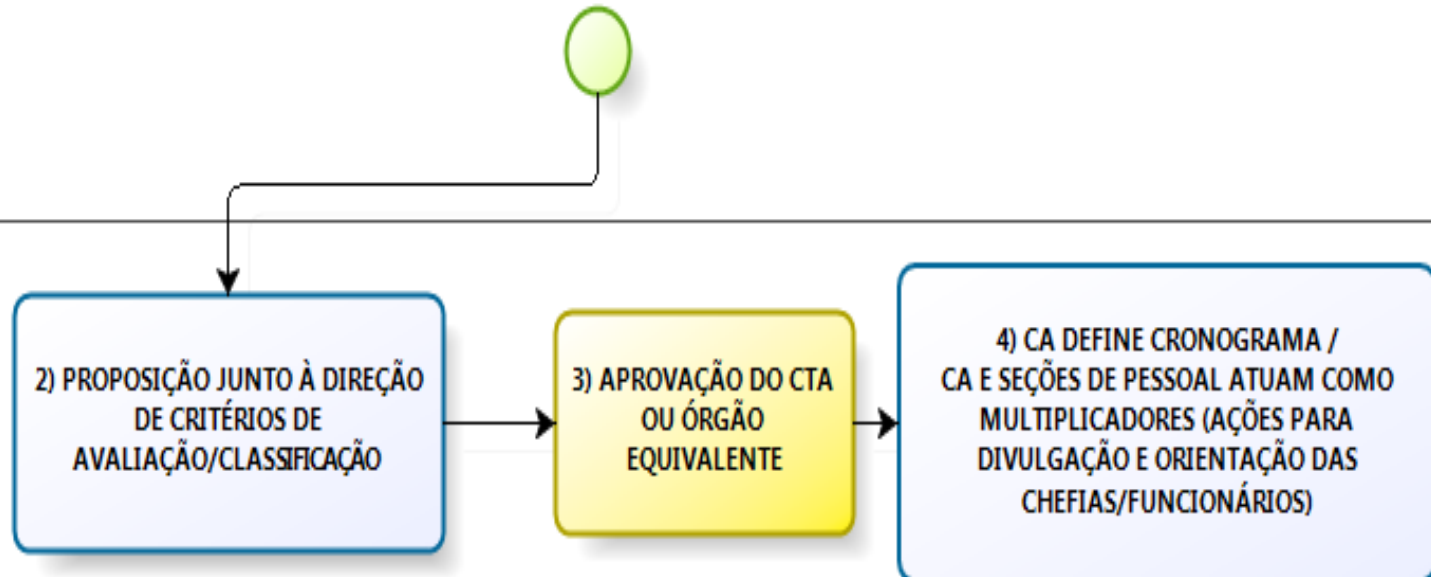 2) PROPOSIÇÃO JUNTO À DIREÇÃO
DE CRITÉRIOS DE
AVALIAÇÃO/CLASSIFICAÇÃO
3) APROVAÇÃO DO CTA
OU ÓRGÃO
EQUIVALENTE
4) CA DEFINE CRONOGRAMA /
CA E SEÇÕES DE PESSOAL ATUAM COMO
MULTIPLICADORES (AÇÕES PARA
DIVULGAÇÃO E ORIENTAÇÃO DAS
CHEFIAS/FUNCIONÁRIOS)